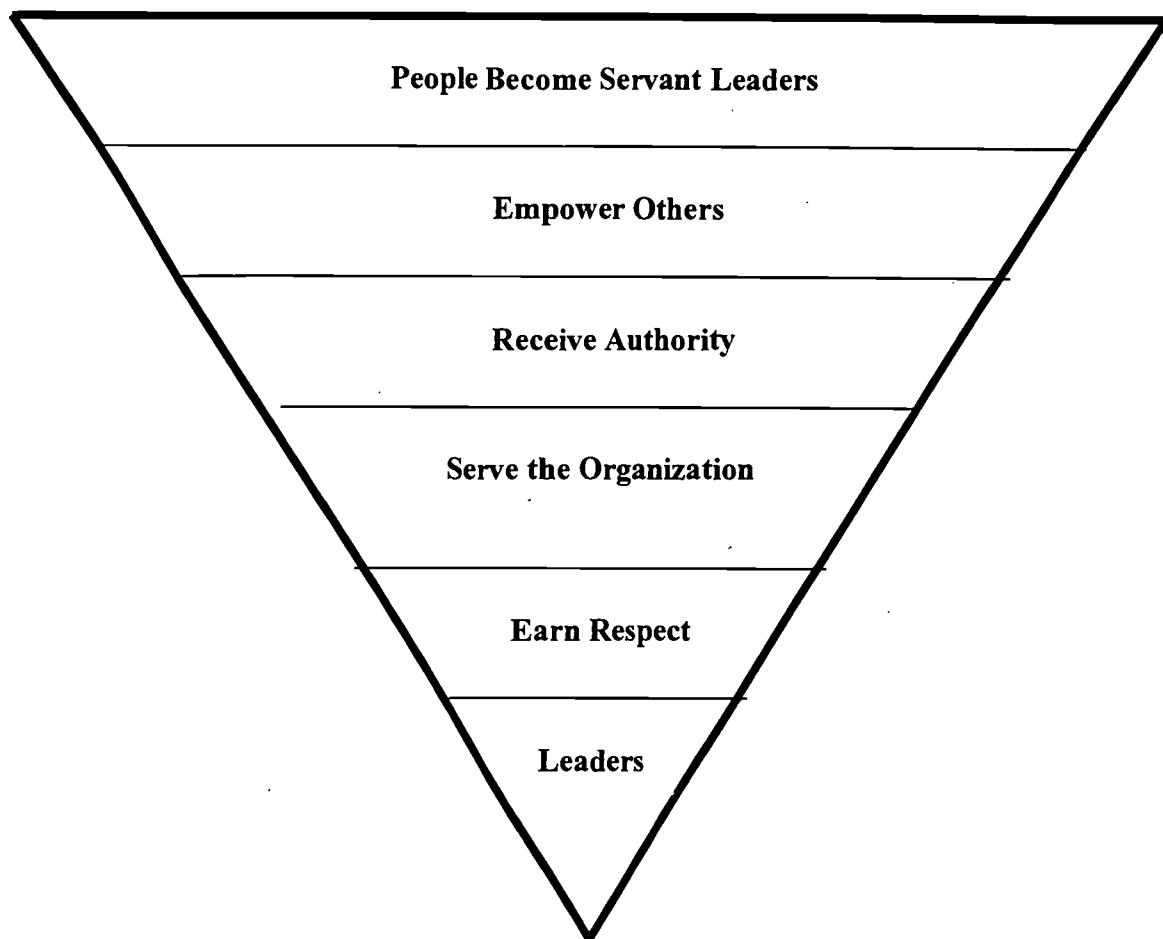 People Become Servant Leaders
Empower Others
Receive Authority
Serve the Organization
Earn Respect
Leaders